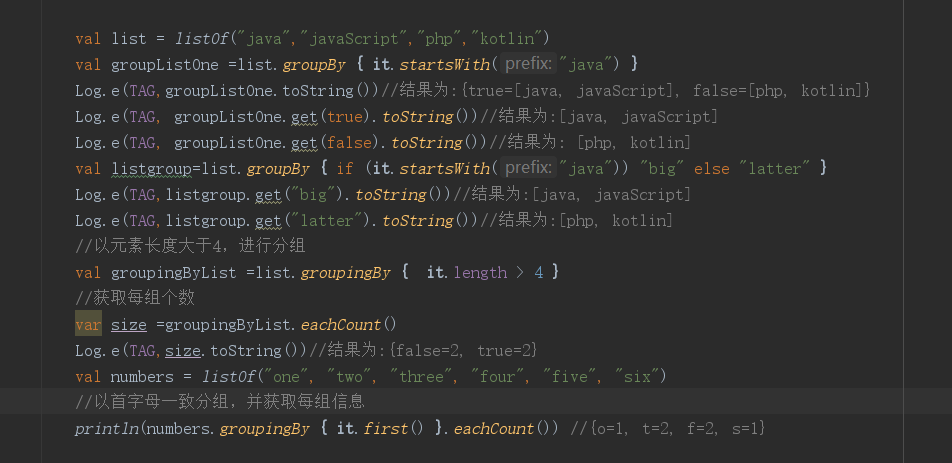 val list = listOf("java","javaScript","php","kotlin")
val groupListOne =list.groupBy { it.startsWith( prefix: "java") }
Log.e(TAG,groupListOne.toString())//结果为:{true=[java, javaScript], false=[php, kotlin]}
Log.e(TAG, groupListOne.get(true).toString())//结果为:[java, javaScript]
Log.e(TAG, groupListOne.get(false).toString())//结果为: [php, kotlin]
val listgroup=list.groupBy { if (it.startsWith( prefix: "java")) "big" else "latter" }
Log.e(TAG,listgroup.get("big").toString())//结果为:[java, javaScript]
Log.e(TAG,listgroup.get("latter").toString())//结果为:[php, kotlin]
//以元素长度大于4，进行分组
val groupingByList =list.groupingBy {  it.length > 4 }
//获取每组个数
var size =groupingByList.eachCount()
Log.e(TAG,size.toString())//结果为:{false=2, true=2}
val numbers = listOf("one", "two", "three", "four", "five", "six")
//以首字母一致分组，并获取每组信息
println(numbers.groupingBy { it.first() }.eachCount()) //{o=1, t=2, f=2, s=1}